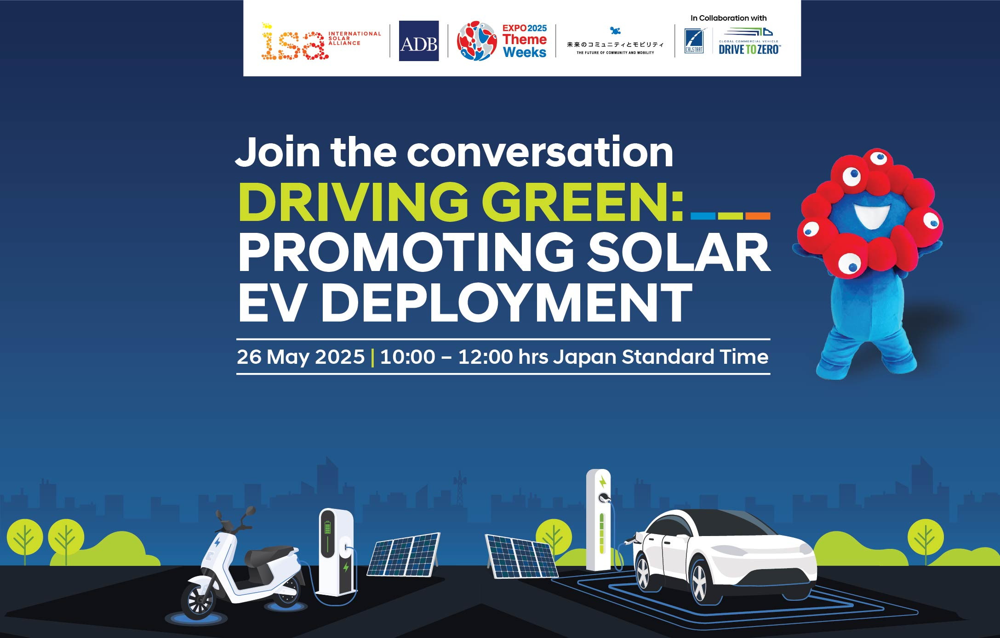 In Collaboration with
isa INTERNATIONAL
SOLAR
ALLIANCE
ADB
EXPO2025
Theme
Weeks
未来のコミュニティとモビリティ
THE FUTURE OF COMMUNITY AND MOBILITY
CALSTART
GLOBAL COMMERCIAL VEHICLE
DRIVE TO ZERO™
Join the conversation
DRIVING GREEN:
PROMOTING SOLAR
EV DEPLOYMENT
26 May 2025 | 10:00 – 12:00 hrs Japan Standard Time